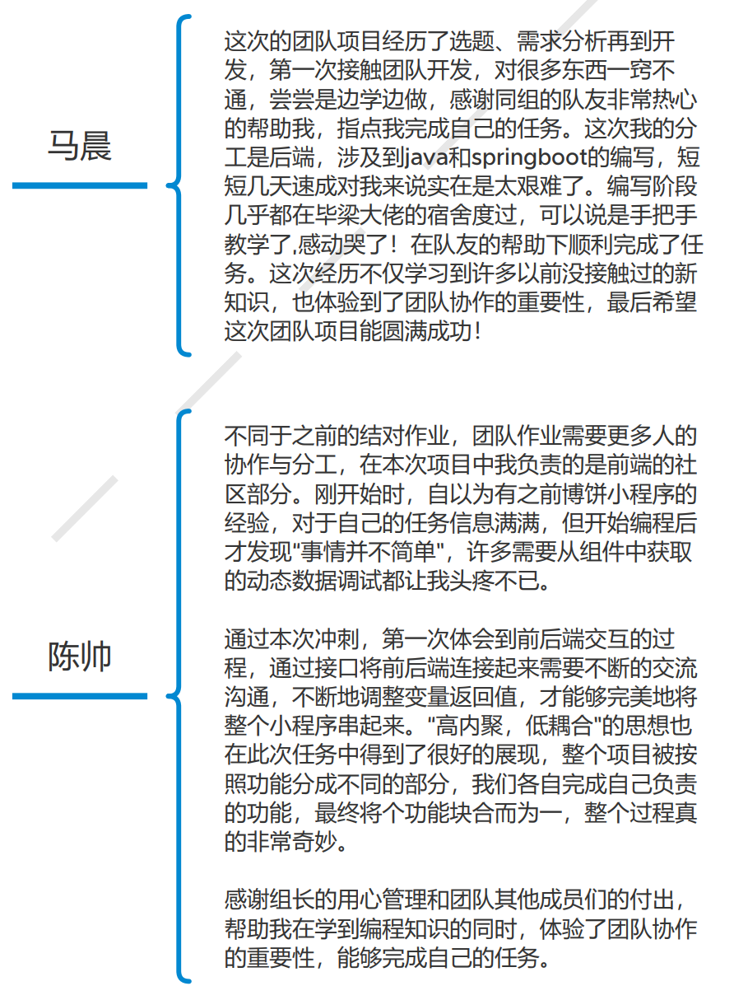 马晨
这次的团队项目经历了选题、需求分析再到开
发，第一次接触团队开发，对很多东西一窍不
通，尝尝是边学边做，感谢同组的队友非常热心
的帮助我，指点我完成自己的任务。这次我的分
工是后端，涉及到java和springboot的编写，短
短几天速成对我来说实在是太艰难了。编写阶段
几乎都在毕梁大佬的宿舍度过，可以说是手把手
教学了,感动哭了！在队友的帮助下顺利完成了任
务。这次经历不仅学习到许多以前没接触过的新
知识，也体验到了团队协作的重要性，最后希望
这次团队项目能圆满成功！
陈帅
不同于之前的结对作业，团队作业需要更多人的
协作与分工，在本次项目中我负责的是前端的社
区部分。刚开始时，自以为有之前博饼小程序的
经验，对于自己的任务信息满满，但开始编程后
才发现"事情并不简单"，许多需要从组件中获取
的动态数据调试都让我头疼不已。
通过本次冲刺，第一次体会到前后端交互的过
程，通过接口将前后端连接起来需要不断的交流
沟通，不断地调整变量返回值，才能够完美地将
整个小程序串起来。"高内聚，低耦合"的思想也
在此次任务中得到了很好的展现，整个项目被按
照功能分成不同的部分，我们各自完成自己负责
的功能，最终将个功能块合而为一，整个过程真
的非常奇妙。
感谢组长的用心管理和团队其他成员们的付出，
帮助我在学到编程知识的同时，体验了团队协作
的重要性，能够完成自己的任务。